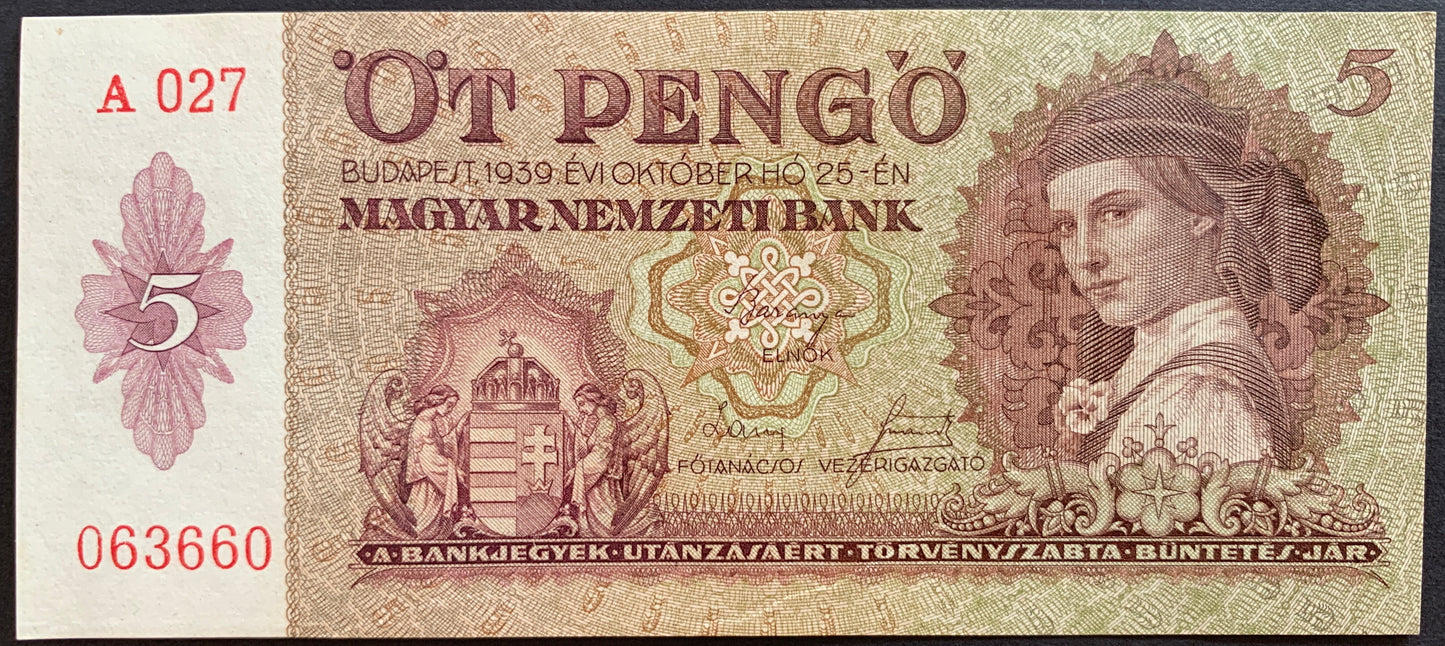 A 027
ÖT PENGŐ
5
BUDAPEST, 1939. ÉVI OKTÓBER HÓ 25-ÉN
MAGYAR NEMZETI BANK
5
ELNÖK
FŐTANÁCSOS VEZÉRIGAZGATÓ
063660
·A·BANKJEGYEK·UTÁNZÁSAÉRT·TÖRVÉNYSZABTA·BÜNTETÉS·JÁR·